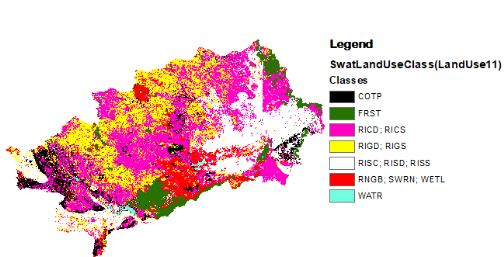 Legend
SwatLandUseClass(LandUse11)
Classes
COTP
FRST
RICD; RICS
RIGD; RIGS
RISC; RISD; RISS
RNGB; SWRN; WETL
WATR